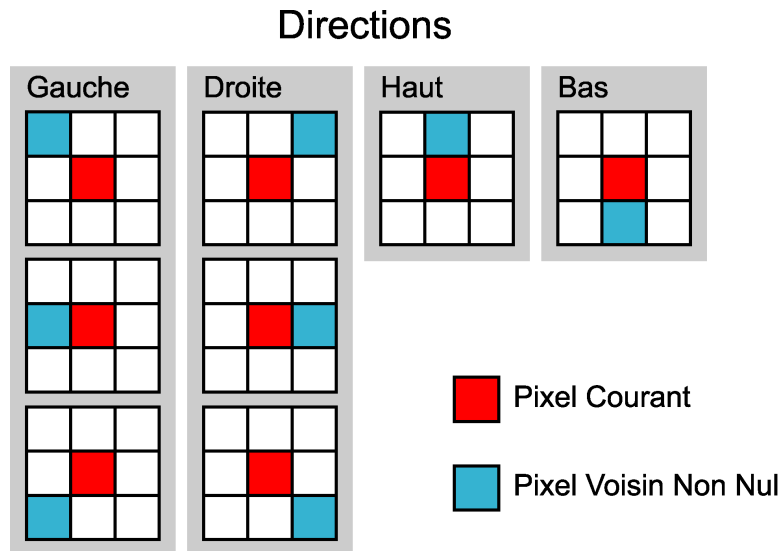 Directions
Gauche
Droite
Haut
Bas
Pixel Courant
Pixel Voisin Non Nul